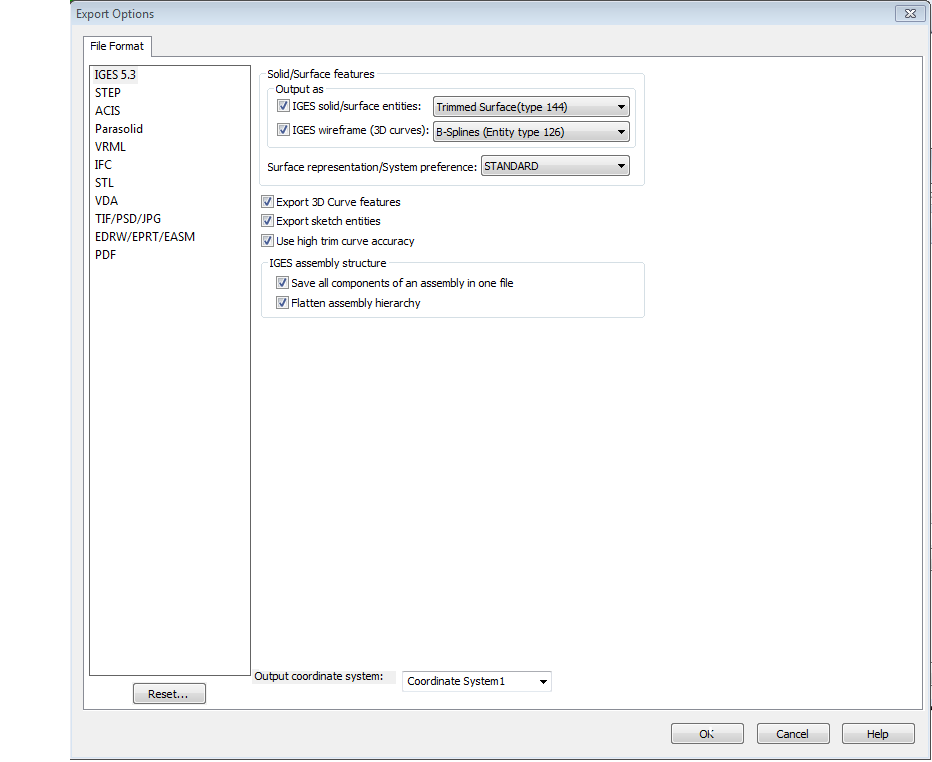 Export Options
File Format
IGES 5.3
STEP
ACIS
Parasolid
VRML
IFC
STL
VDA
TIF/PSD/JPG
EDRW/EPRT/EASM
PDF
Solid/Surface features
Output as
IGES solid/surface entities: Trimmed Surface(type 144)
IGES wireframe (3D curves): B-Splines (Entity type 126)
Surface representation/System preference: STANDARD
Export 3D Curve features
Export sketch entities
Use high trim curve accuracy
IGES assembly structure
Save all components of an assembly in one file
Flatten assembly hierarchy
Output coordinate system: Coordinate System1
Reset...
OK Cancel Help